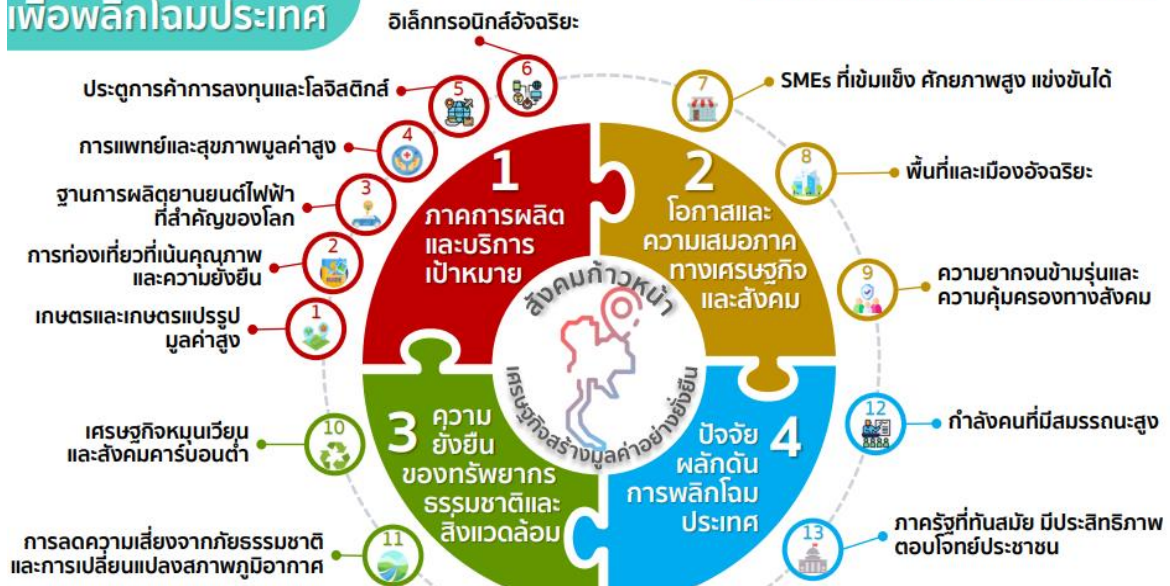 เพื่อพลิกโฉมประเทศ
6
อิเล็กทรอนิกส์อัจฉริยะ
5
ประตูการค้าการลงทุนและโลจิสติกส์
4
การแพทย์และสุขภาพมูลค่าสูง
3
ฐานการผลิตยานยนต์ไฟฟ้า
ที่สำคัญของโลก
2
การท่องเที่ยวที่เน้นคุณภาพ
และความยั่งยืน
1
เกษตรและเกษตรแปรรูป
มูลค่าสูง
1
ภาคการผลิต
และบริการ
เป้าหมาย
2
โอกาสและ
ความเสมอภาค
ทางเศรษฐกิจ
และสังคม
7
SMEs ที่เข้มแข็ง ศักยภาพสูง แข่งขันได้
8
พื้นที่และเมืองอัจฉริยะ
9
ความยากจนข้ามรุ่นและ
ความคุ้มครองทางสังคม
สังคมก้าวหน้า
เศรษฐกิจสร้างมูลค่าอย่างยั่งยืน
10
เศรษฐกิจหมุนเวียน
และสังคมคาร์บอนต่ำ
11
การลดความเสี่ยงจากภัยธรรมชาติ
และการเปลี่ยนแปลงสภาพภูมิอากาศ
3
ความ
ยั่งยืน
ของทรัพยากร
ธรรมชาติและ
สิ่งแวดล้อม
4
ปัจจัย
ผลักดัน
การพลิกโฉม
ประเทศ
12
กำลังคนที่มีสมรรถนะสูง
13
ภาครัฐที่ทันสมัย มีประสิทธิภาพ
ตอบโจทย์ประชาชน